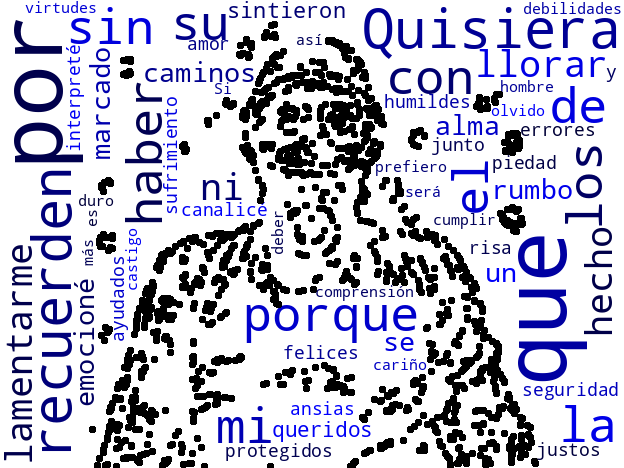 virtudes
sintieron
debilidades
sin
su
Quisiera
amor
así
por
interpreté
marcado
caminos
con
llorar
y
Si
hombre
haber
sufrimiento
humildes
olvido
de
alma
errores
junto
piedad
prefiero
recuerden
duro
es
ni
canalice
será
el
rumbo
los
cumplir
deber
más
castigo
risa
que
hecho
lamentarme
emocioné
ayudados
un
comprensión
porque
se
felices
cariño
seguridad
ansias
mi
queridos
la
protegidos
justos